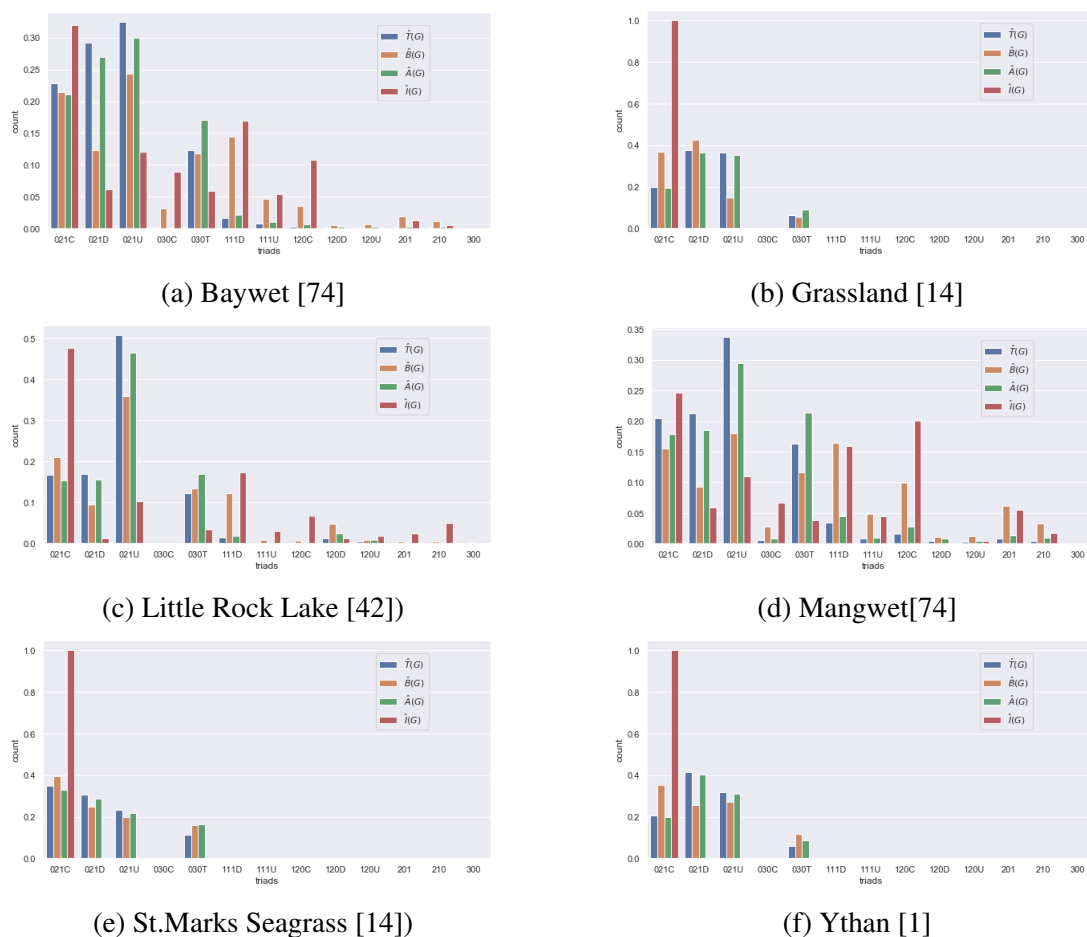 0.30
0.25
0.20
0.15
0.10
0.05
0.00
count
T̂(G)
B̂(G)
Â(G)
Î(G)
021C 021D 021U 030C 030T 111D 111U 120C 120D 120U 201 210 300
triads
(a) Baywet [74]
1.0
0.8
0.6
0.4
0.2
0.0
count
T̂(G)
B̂(G)
Â(G)
Î(G)
021C 021D 021U 030C 030T 111D 111U 120C 120D 120U 201 210 300
triads
(b) Grassland [14]
0.5
0.4
0.3
0.2
0.1
0.0
count
T̂(G)
B̂(G)
Â(G)
Î(G)
021C 021D 021U 030C 030T 111D 111U 120C 120D 120U 201 210 300
triads
(c) Little Rock Lake [42])
0.35
0.30
0.25
0.20
0.15
0.10
0.05
0.00
count
T̂(G)
B̂(G)
Â(G)
Î(G)
021C 021D 021U 030C 030T 111D 111U 120C 120D 120U 201 210 300
triads
(d) Mangwet[74]
1.0
0.8
0.6
0.4
0.2
0.0
count
T̂(G)
B̂(G)
Â(G)
Î(G)
021C 021D 021U 030C 030T 111D 111U 120C 120D 120U 201 210 300
triads
(e) St.Marks Seagrass [14])
1.0
0.8
0.6
0.4
0.2
0.0
count
T̂(G)
B̂(G)
Â(G)
Î(G)
021C 021D 021U 030C 030T 111D 111U 120C 120D 120U 201 210 300
triads
(f) Ythan [1]